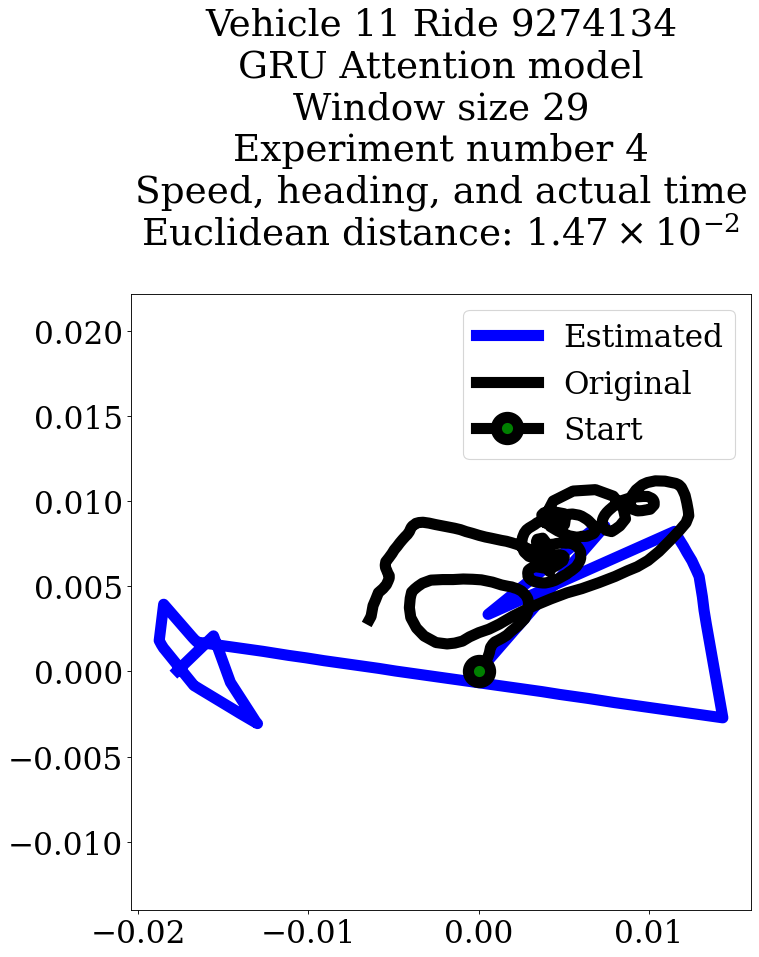 Vehicle 11 Ride 9274134
GRU Attention model
Window size 29
Experiment number 4
Speed, heading, and actual time
Euclidean distance: 1.47 × 10⁻²
Estimated
Original
Start
0.020
0.015
0.010
0.005
0.000
−0.005
−0.010
−0.02 −0.01 0.00 0.01